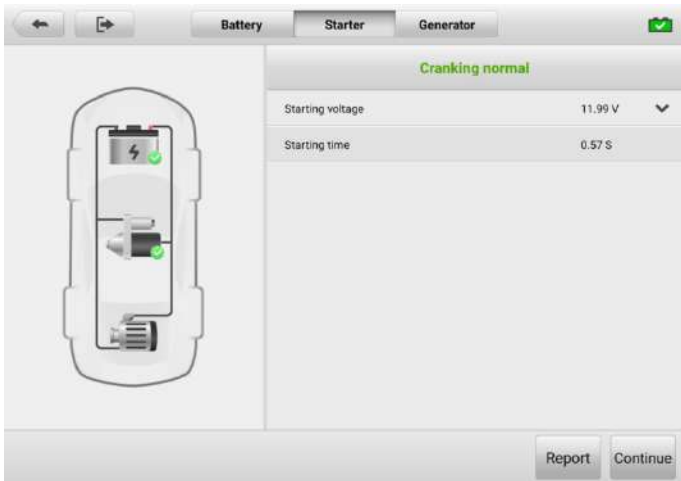 Battery Starter Generator
Cranking normal
Starting voltage 11.99 V
Starting time 0.57 S
Report Continue